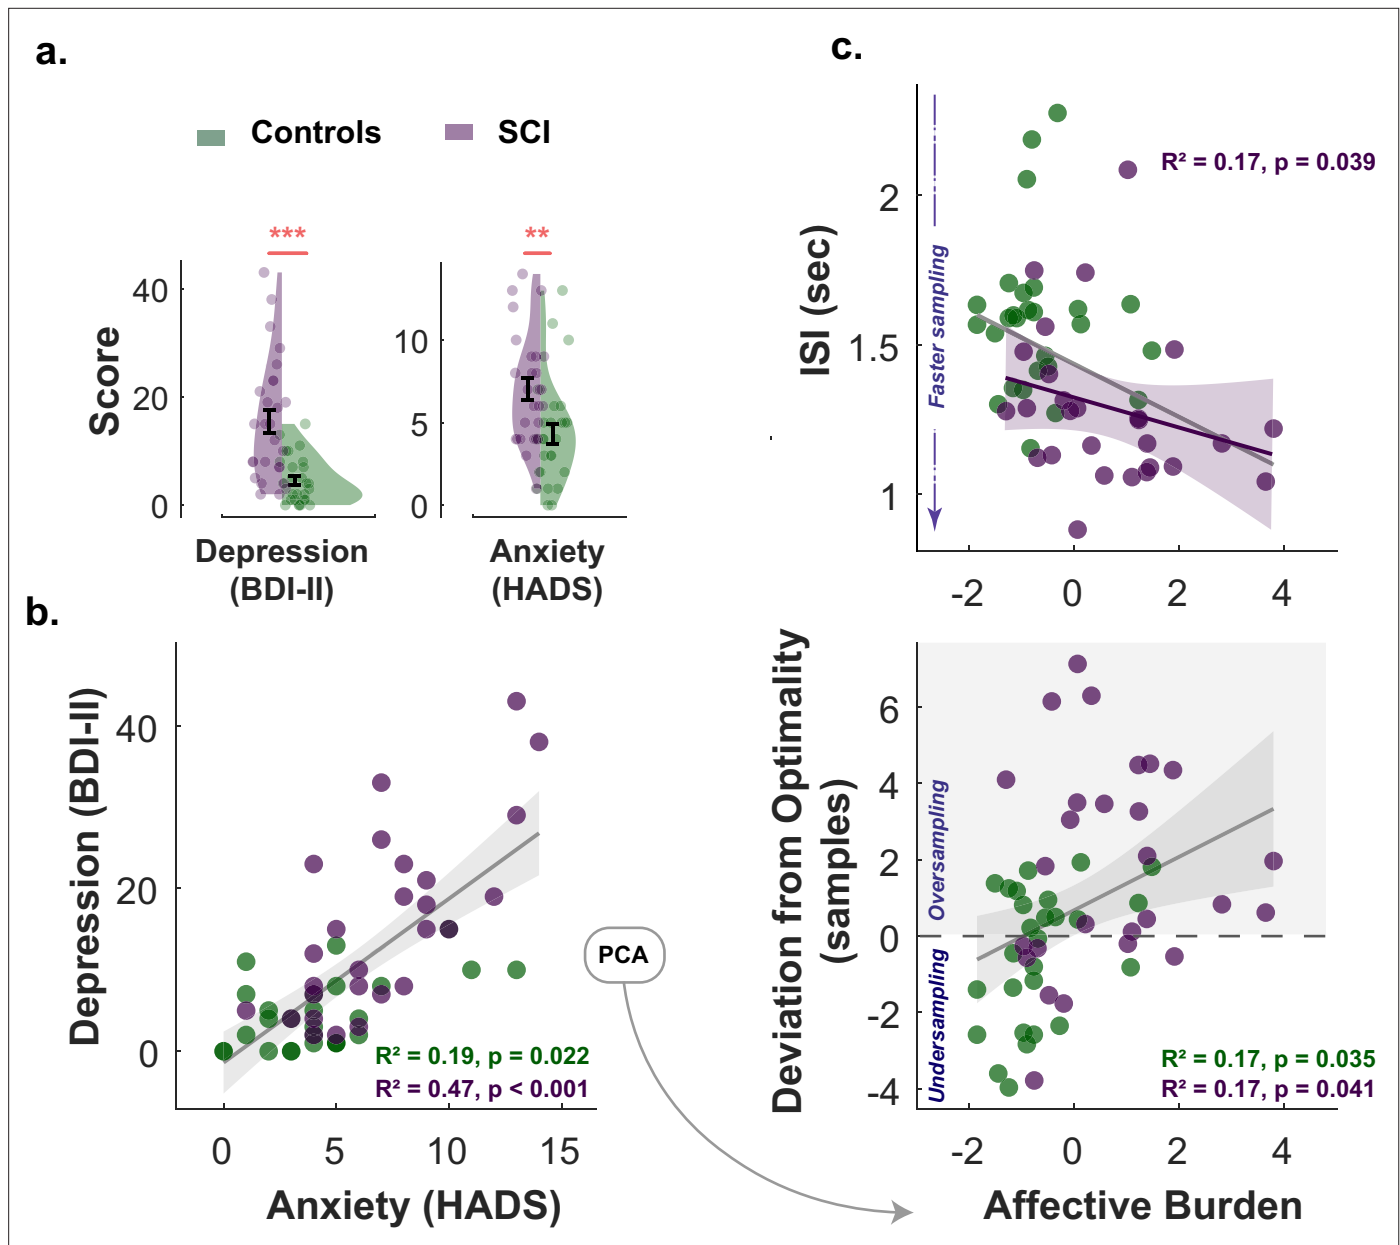 a.
Controls
SCI
***
**
Score
40
20
0
10
5
0
Depression
(BDI-II)
Anxiety
(HADS)
b.
Depression (BDI-II)
40
20
0
R² = 0.19, p = 0.022
R² = 0.47, p < 0.001
0
5
10
15
Anxiety (HADS)
PCA
c.
ISI (sec)
2
1.5
1
Faster sampling
R² = 0.17, p = 0.039
-2
0
2
4
Deviation from Optimality
(samples)
6
4
2
0
-2
-4
Oversampling
Undersampling
R² = 0.17, p = 0.035
R² = 0.17, p = 0.041
-2
0
2
4
Affective Burden